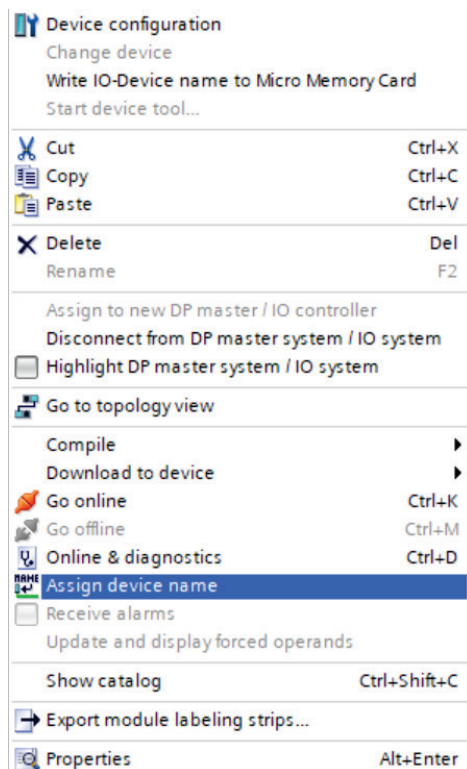 Device configuration
Change device
Write IO-Device name to Micro Memory Card
Start device tool...
Cut Ctrl+X
Copy Ctrl+C
Paste Ctrl+V
Delete Del
Rename F2
Assign to new DP master / IO controller
Disconnect from DP master system / IO system
Highlight DP master system / IO system
Go to topology view
Compile
Download to device
Go online Ctrl+K
Go offline Ctrl+M
Online & diagnostics Ctrl+D
NAME Assign device name
Receive alarms
Update and display forced operands
Show catalog Ctrl+Shift+C
Export module labeling strips...
Properties Alt+Enter